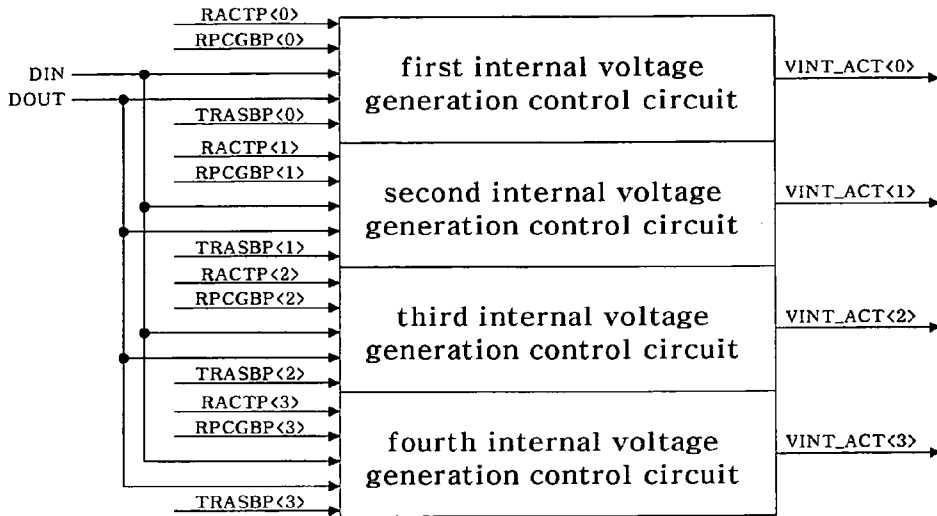 RACTP<0>
RPCGBP<0>
DIN
DOUT
TRASBP<0>
first internal voltage
generation control circuit
VINT_ACT<0>
RACTP<1>
RPCGBP<1>
TRASBP<1>
second internal voltage
generation control circuit
VINT_ACT<1>
RACTP<2>
RPCGBP<2>
TRASBP<2>
third internal voltage
generation control circuit
VINT_ACT<2>
RACTP<3>
RPCGBP<3>
TRASBP<3>
fourth internal voltage
generation control circuit
VINT_ACT<3>